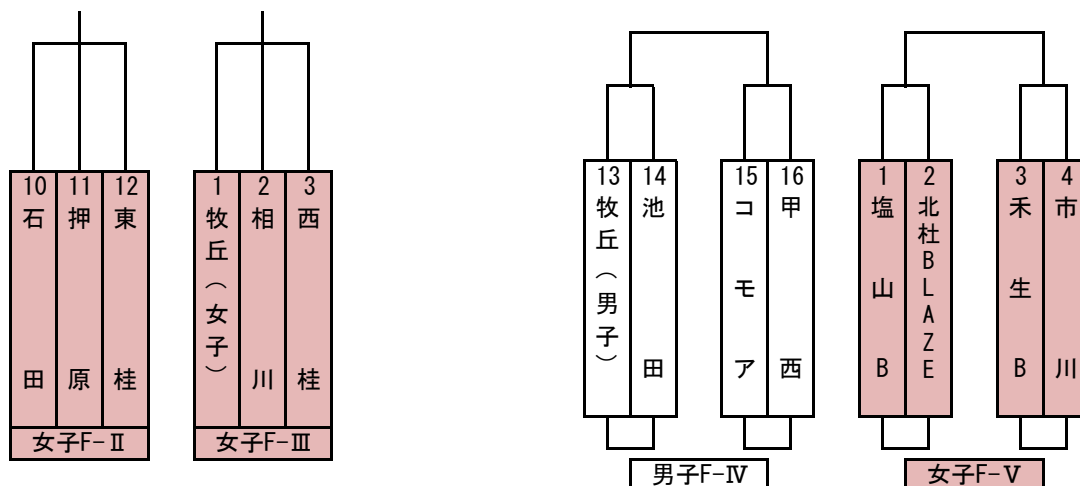 10 石田
11 押原
12 東桂
女子F-Ⅱ
1 牧丘(女子)
2 相川
3 西桂
女子F-Ⅲ
13 牧丘(男子)
14 池田
15 コモア
16 甲西
男子F-Ⅳ
1 塩山B
2 北杜BLAZE
3 禾生B
4 市川
女子F-Ⅴ